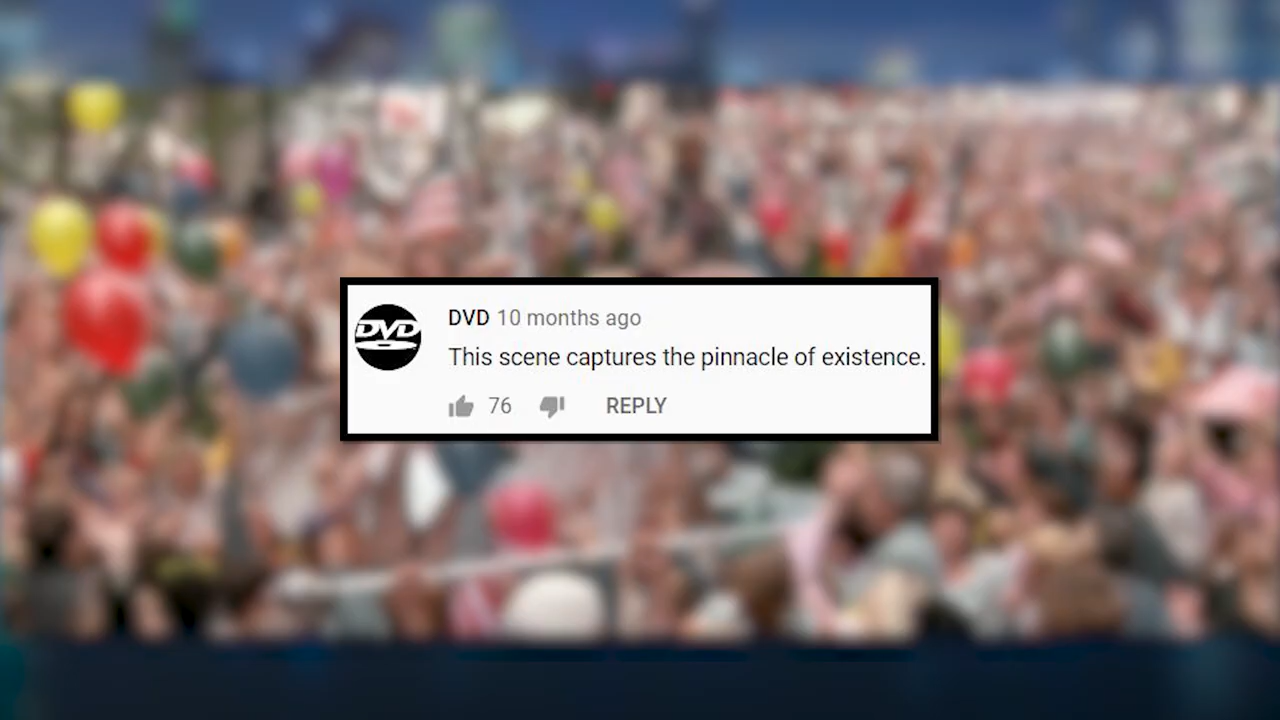 DVD
DVD 10 months ago
This scene captures the pinnacle of existence.
76 REPLY